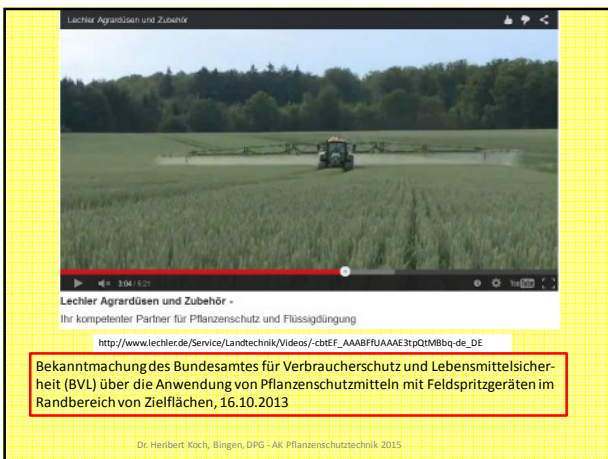 Lechler Agrardüsen und Zubehör
3:04 / 5:21
You Tube
Lechler Agrardüsen und Zubehör -
Ihr kompetenter Partner für Pflanzenschutz und Flüssigdüngung
http://www.lechler.de/Service/Landtechnik/Videos/-cbtEF_AAABFfUAAAE3tpQtMBbq-de_DE
Bekanntmachung des Bundesamtes für Verbraucherschutz und Lebensmittelsicher-
heit (BVL) über die Anwendung von Pflanzenschutzmitteln mit Feldspritzgeräten im
Randbereich von Zielflächen, 16.10.2013
Dr. Heribert Koch, Bingen, DPG - AK Pflanzenschutztechnik 2015